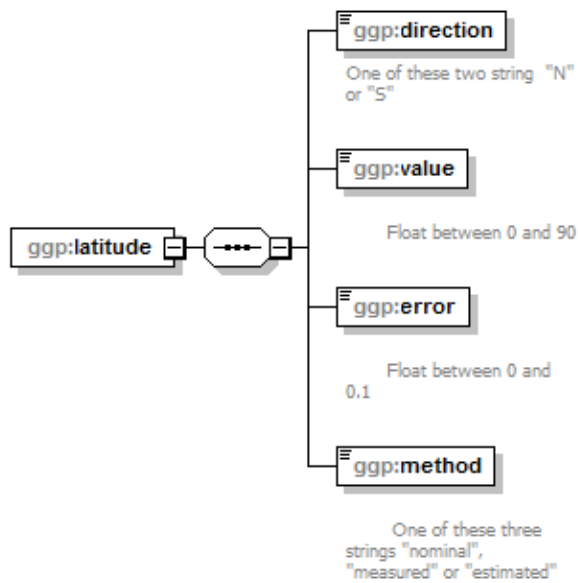 ggp:direction
One of these two string "N"
or "S"
ggp:value
Float between 0 and 90
ggp:latitude
ggp:error
Float between 0 and
0.1
ggp:method
One of these three
strings "nominal",
"measured" or "estimated"